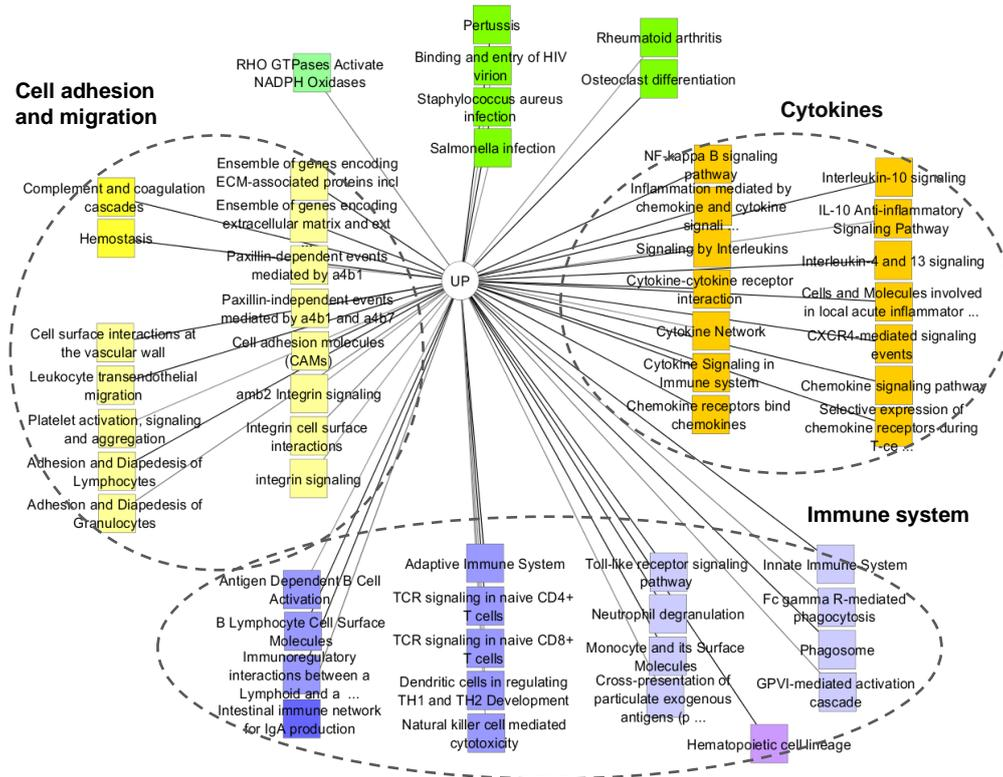 Pertussis
Binding and entry of HIV
virion
Staphylococcus aureus
infection
Salmonella infection
Rheumatoid arthritis
Osteoclast differentiation
RHO GTPases Activate
NADPH Oxidases
Cell adhesion
and migration
Complement and coagulation
cascades
Hemostasis
Cell surface interactions at
the vascular wall
Leukocyte transendothelial
migration
Platelet activation, signaling
and aggregation
Adhesion and Diapedesis of
Lymphocytes
Adhesion and Diapedesis of
Granulocytes
Ensemble of genes encoding
ECM-associated proteins incl
...
Ensemble of genes encoding
extracellular matrix and ext
...
Paxillin-dependent events
mediated by a4b1
Paxillin-independent events
mediated by a4b1 and a4b7
Cell adhesion molecules
(CAMs)
amb2 Integrin signaling
Integrin cell surface
interactions
integrin signaling
UP
Cytokines
NF-kappa B signaling
pathway
Inflammation mediated by
chemokine and cytokine
signali ...
Signaling by Interleukins
Cytokine-cytokine receptor
interaction
Cytokine Network
Cytokine Signaling in
Immune system
Chemokine receptors bind
chemokines
Interleukin-10 signaling
IL-10 Anti-inflammatory
Signaling Pathway
Interleukin-4 and 13 signaling
Cells and Molecules involved
in local acute inflammator ...
CXCR4-mediated signaling
events
Chemokine signaling pathway
Selective expression of
chemokine receptors during
T-ce ...
Immune system
Antigen Dependent B Cell
Activation
B Lymphocyte Cell Surface
Molecules
Immunoregulatory
interactions between a
Lymphoid and a ...
Intestinal immune network
for IgA production
Adaptive Immune System
TCR signaling in naive CD4+
T cells
TCR signaling in naive CD8+
T cells
Dendritic cells in regulating
TH1 and TH2 Development
Natural killer cell mediated
cytotoxicity
Toll-like receptor signaling
pathway
Neutrophil degranulation
Monocyte and its Surface
Molecules
Cross-presentation of
particulate exogenous
antigens (p ...
Innate Immune System
Fc gamma R-mediated
phagocytosis
Phagosome
GPVI-mediated activation
cascade
Hematopoietic cell lineage